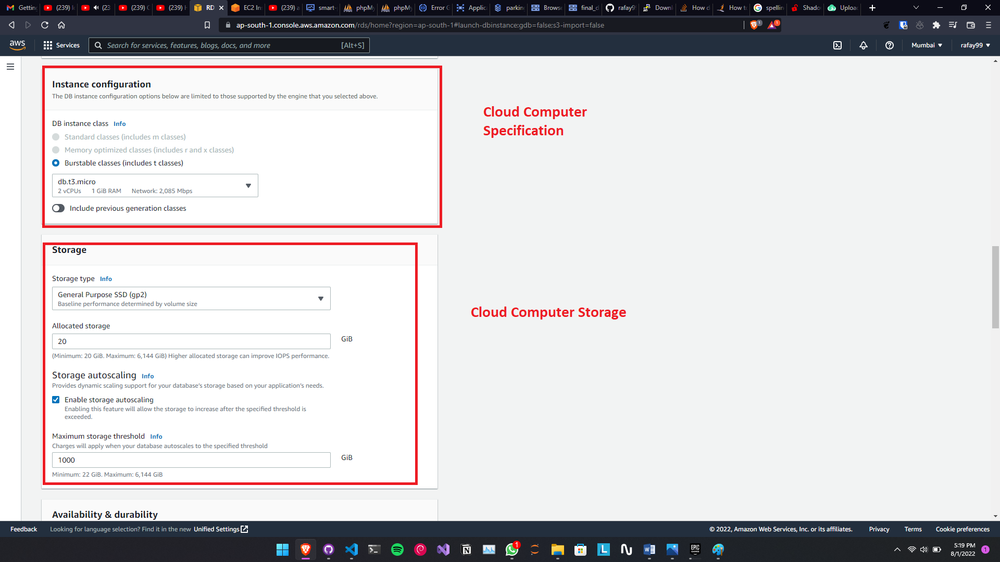 Getting
(239) I
(23
(239) C
(239) H
RD
EC2 In
(239) a
smart-
phpMy
phpMy
Error G
Applic
parkin
Browse
final_d
rafay9
Downl
How d
How to
spellin
Shado
Uploa
ap-south-1.console.aws.amazon.com/rds/home?region=ap-south-1#launch-dbinstance:gdb=false;s3-import=false
1
1
aws
Services
Search for services, features, blogs, docs, and more
[Alt+S]
Mumbai
rafay99
Instance configuration
The DB instance configuration options below are limited to those supported by the engine that you selected above.
DB instance class Info
Standard classes (includes m classes)
Memory optimized classes (includes r and x classes)
Burstable classes (includes t classes)
db.t3.micro
2 vCPUs 1 GiB RAM Network: 2,085 Mbps
Include previous generation classes
Cloud Computer
Specification
Storage
Storage type Info
General Purpose SSD (gp2)
Baseline performance determined by volume size
Allocated storage
20
GiB
(Minimum: 20 GiB. Maximum: 6,144 GiB) Higher allocated storage can improve IOPS performance.
Storage autoscaling Info
Provides dynamic scaling support for your database's storage based on your application's needs.
Enable storage autoscaling
Enabling this feature will allow the storage to increase after the specified threshold is
exceeded.
Maximum storage threshold Info
Charges will apply when your database autoscales to the specified threshold
1000
GiB
Minimum: 22 GiB. Maximum: 6,144 GiB
Cloud Computer Storage
Availability & durability
Feedback
Looking for language selection? Find it in the new Unified Settings
© 2022, Amazon Web Services, Inc. or its affiliates.
Privacy
Terms
Cookie preferences
1
L
EPIC
GAMES
5:19 PM
8/1/2022
1